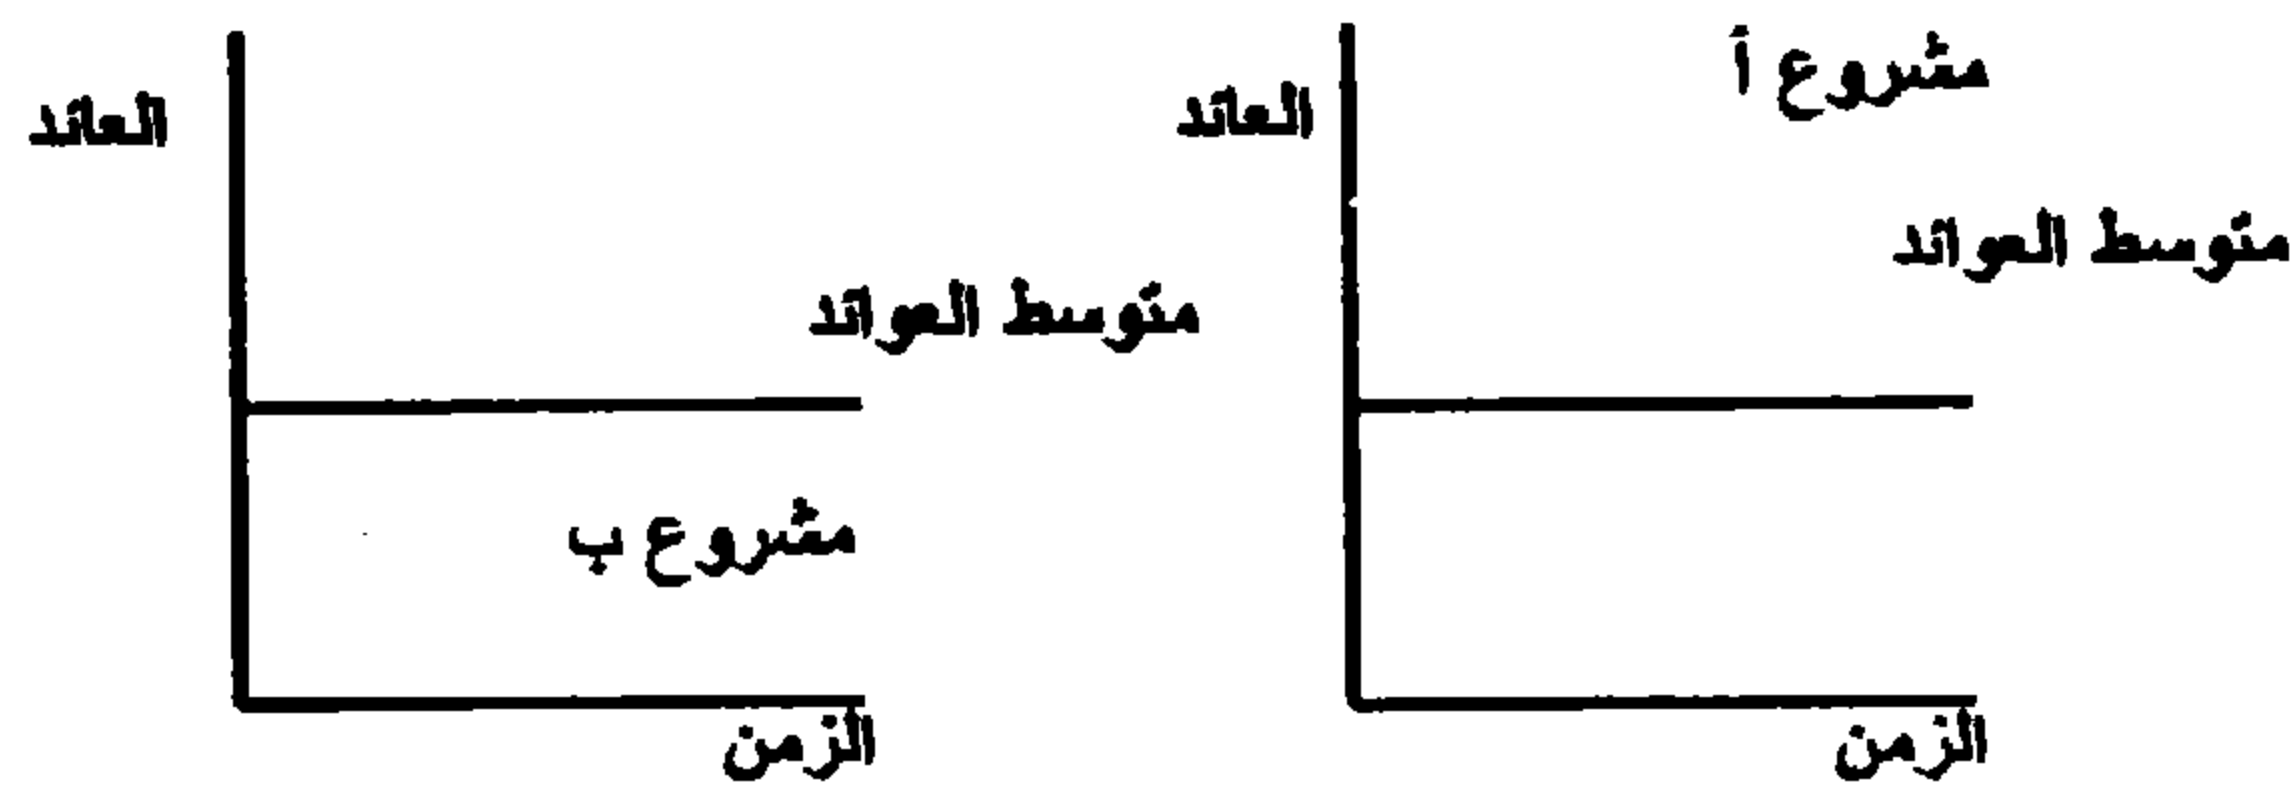 مشروع أ
العائد
متوسط العوائد
الزمن
العائد
متوسط العوائد
مشروع ب
الزمن